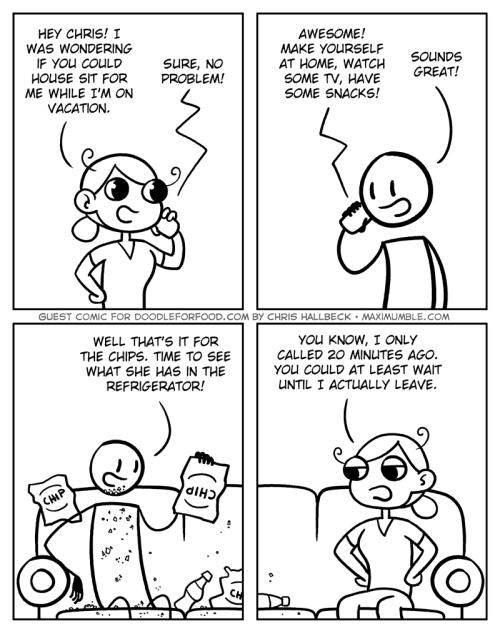 HEY CHRIS! I
WAS WONDERING
IF YOU COULD
HOUSE SIT FOR
ME WHILE I'M ON
VACATION.
SURE, NO
PROBLEM!
AWESOME!
MAKE YOURSELF
AT HOME, WATCH
SOME TV, HAVE
SOME SNACKS!
SOUNDS
GREAT!
GUEST COMIC FOR DOODLEFORFOOD.COM BY CHRIS HALLBECK • MAXIMUMBLE.COM
WELL THAT'S IT FOR
THE CHIPS. TIME TO SEE
WHAT SHE HAS IN THE
REFRIGERATOR!
CHIP
CHIP
CH
YOU KNOW, I ONLY
CALLED 20 MINUTES AGO.
YOU COULD AT LEAST WAIT
UNTIL I ACTUALLY LEAVE.